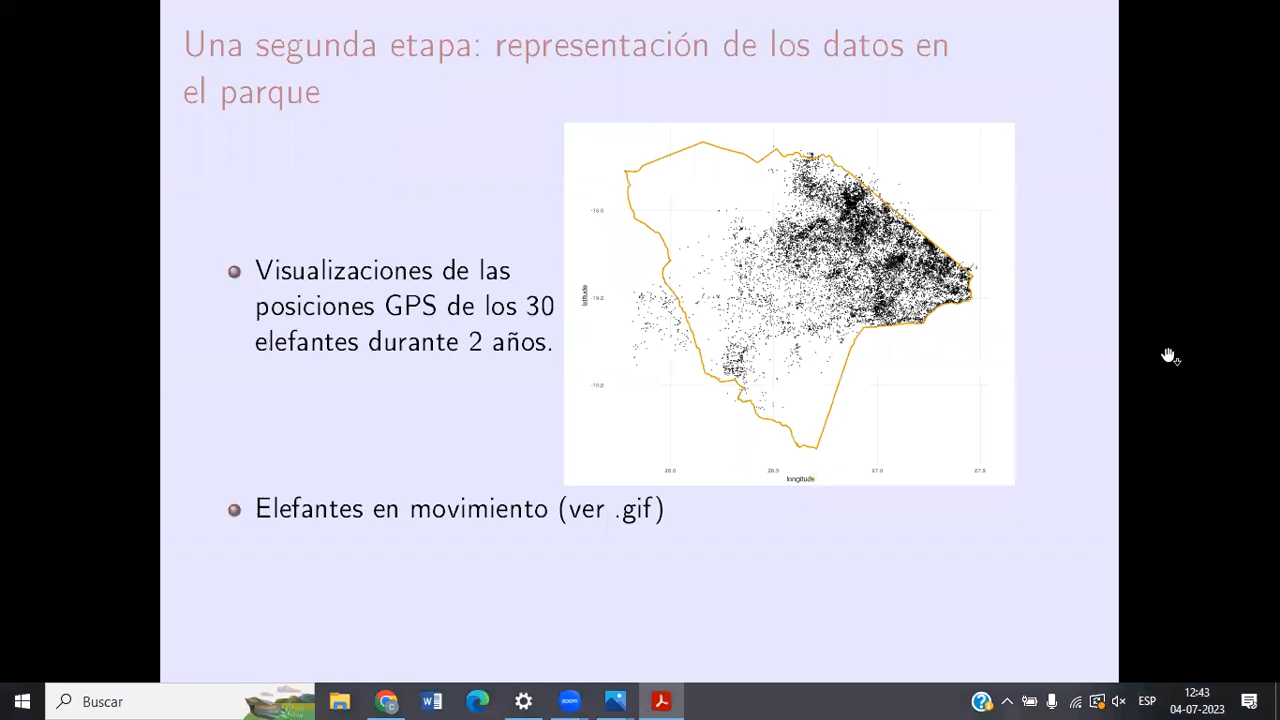 Una segunda etapa: representación de los datos en
el parque
Visualizaciones de las
posiciones GPS de los 30
elefantes durante 2 años.
latitude
longitude
Elefantes en movimiento (ver .gif)
Buscar
zoom
ESP
12:43
04-07-2023